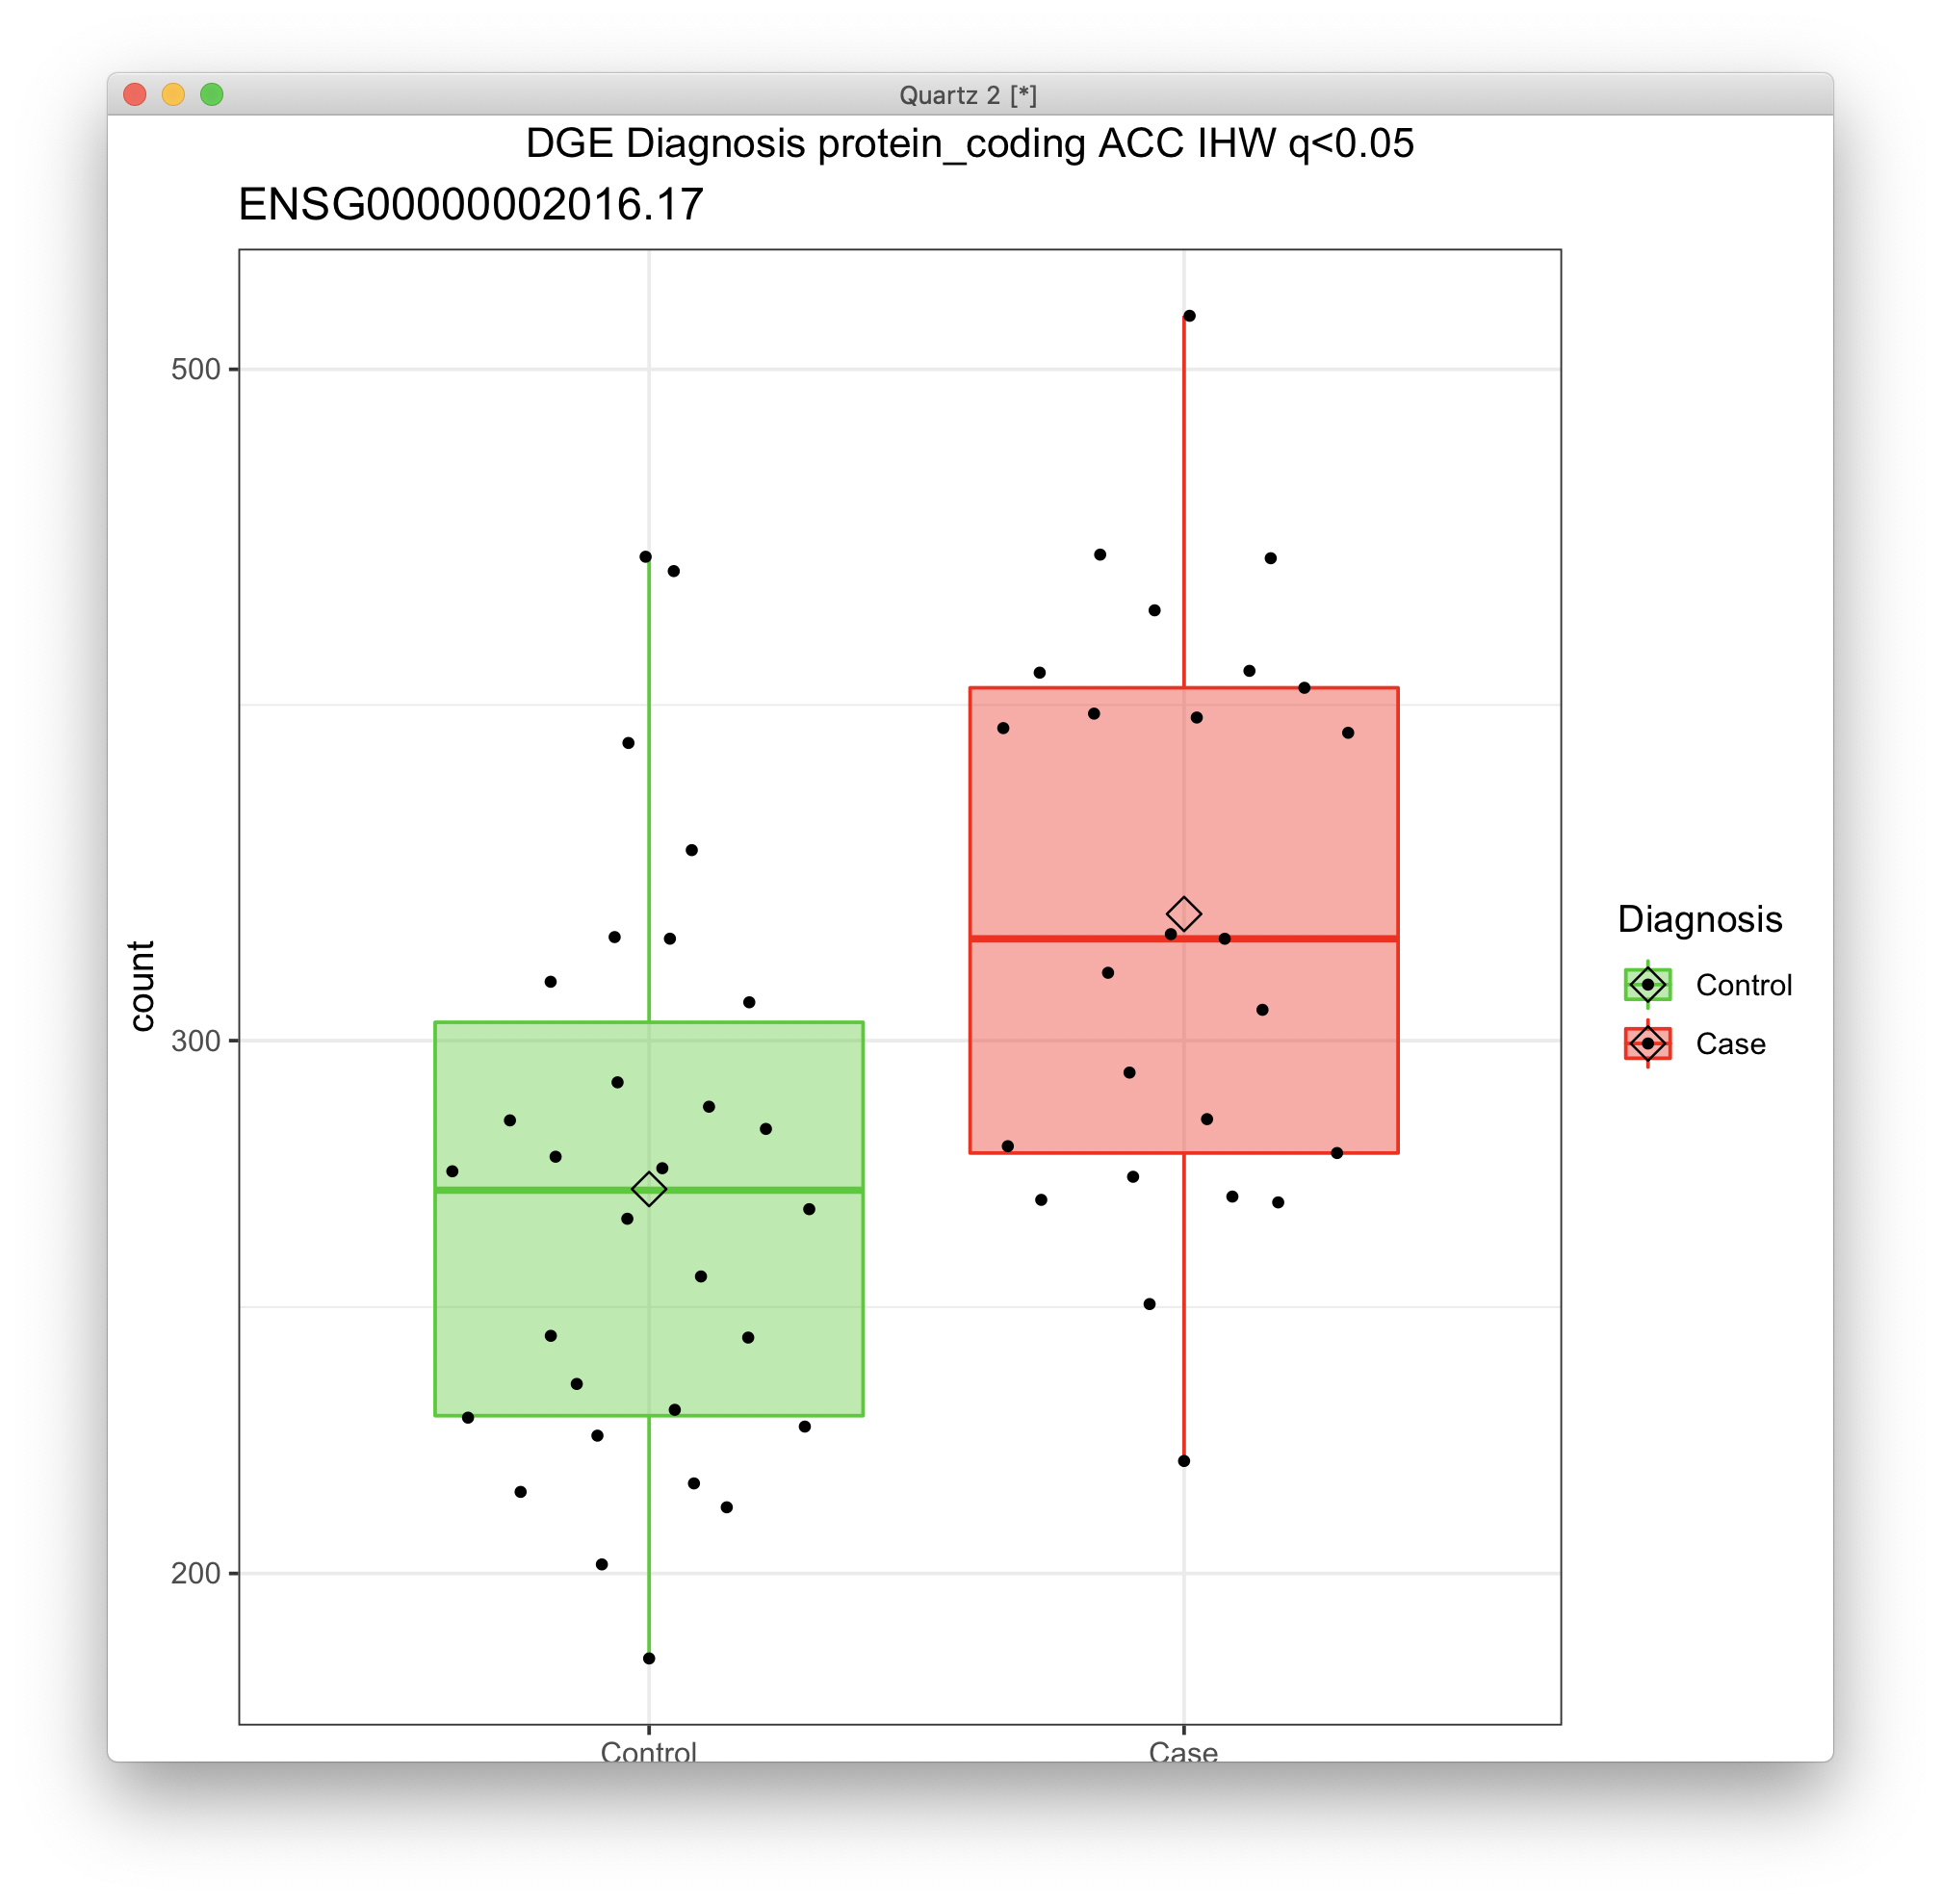 Quartz 2 [*]
DGE Diagnosis protein_coding ACC IHW q<0.05
ENSG00000002016.17
500
300
200
count
Control
Case
Diagnosis
Control
Case